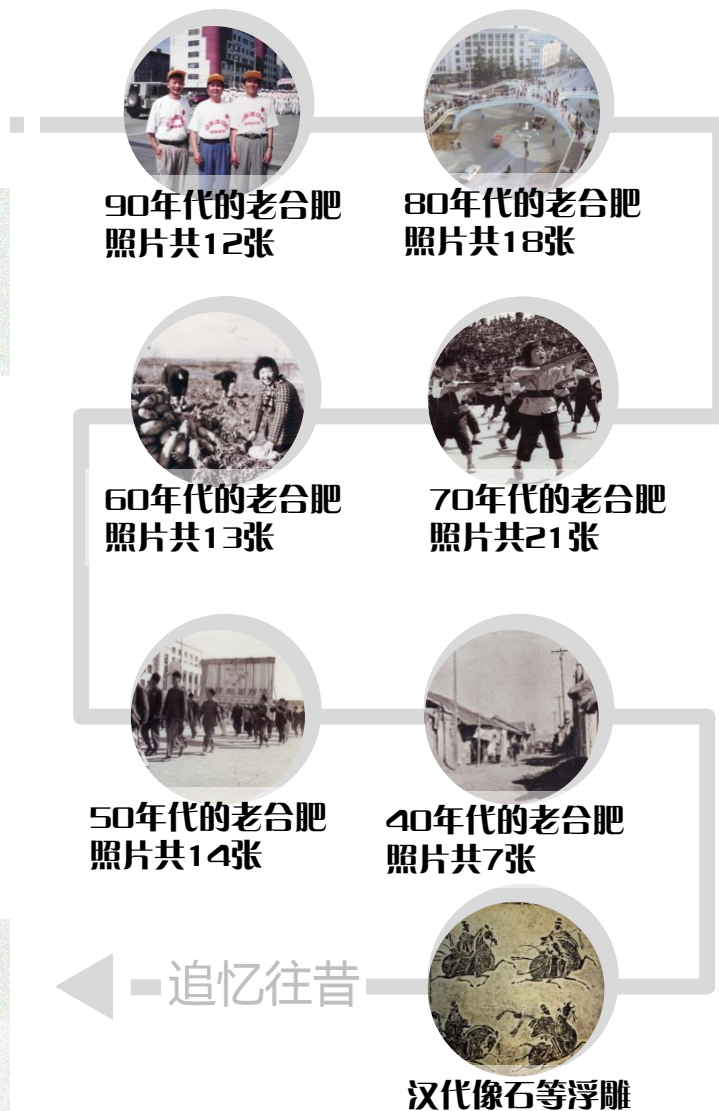 90年代的老合肥
照片共12张
80年代的老合肥
照片共18张
60年代的老合肥
照片共13张
70年代的老合肥
照片共21张
50年代的老合肥
照片共14张
40年代的老合肥
照片共7张
追忆往昔
汉代像石等浮雕